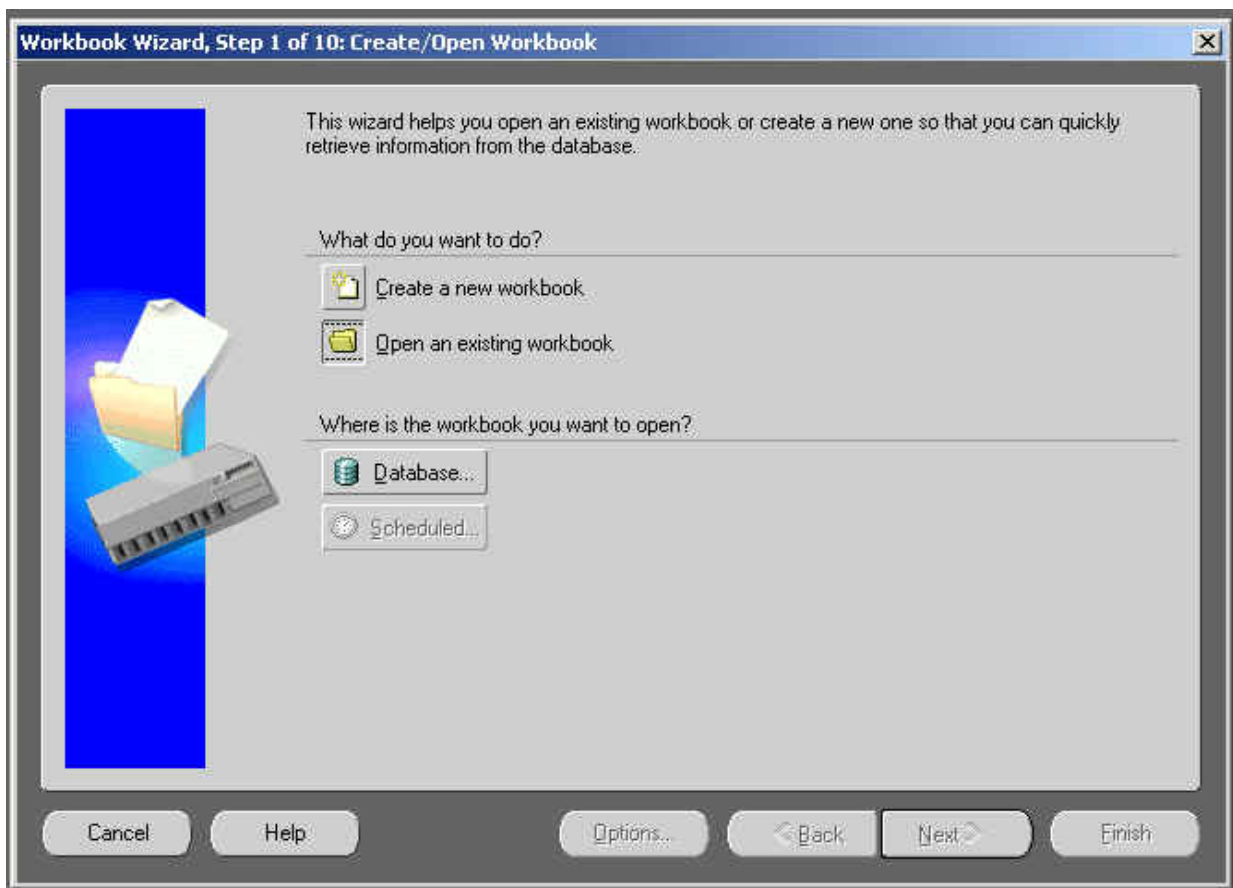 Workbook Wizard, Step 1 of 10: Create/Open Workbook
This wizard helps you open an existing workbook or create a new one so that you can quickly
retrieve information from the database.
What do you want to do?
Create a new workbook
Open an existing workbook
Where is the workbook you want to open?
Database...
Scheduled...
Cancel
Help
Options...
<Back
Next>
Finish